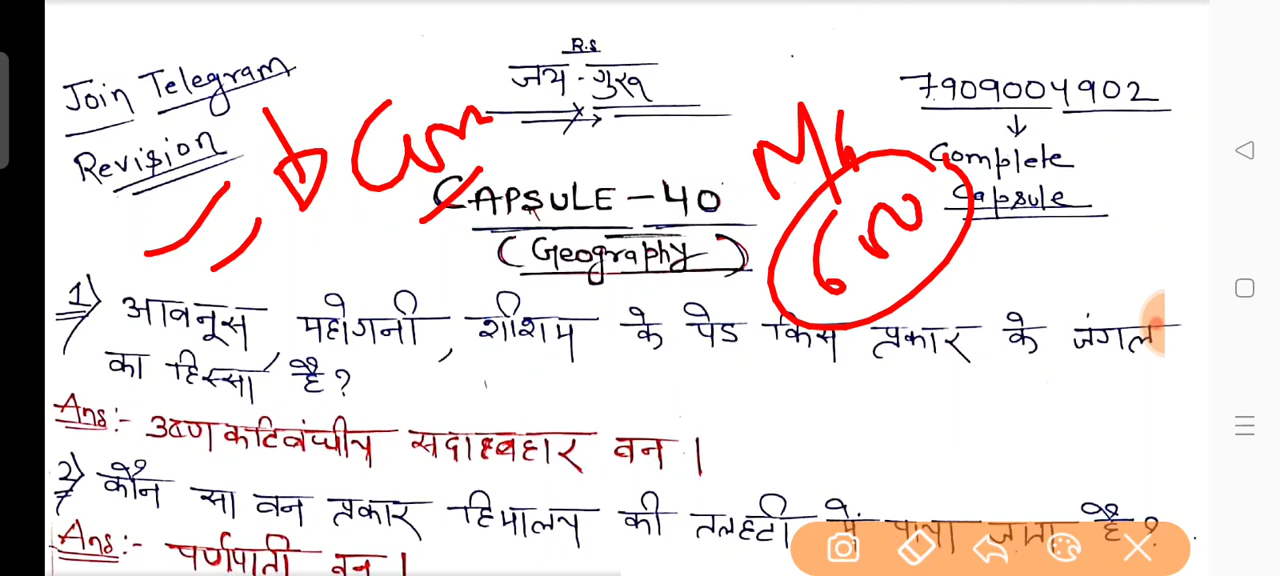 R.S
जय-गुरु
Join Telegram
Revision
7909004902
Complete
Capsule
CAPSULE-40
(Geography)
1) आवनूस, महोगनी, शीशम के पेड किस प्रकार के जंगल
का हिस्सा है?
Ans:- उष्णकटिबंधीय सदाबहार वन।
2) कौन सा वन प्रकार हिमालय की तलहटी में पाया जाता है?
Ans:- पर्णपाती वन।